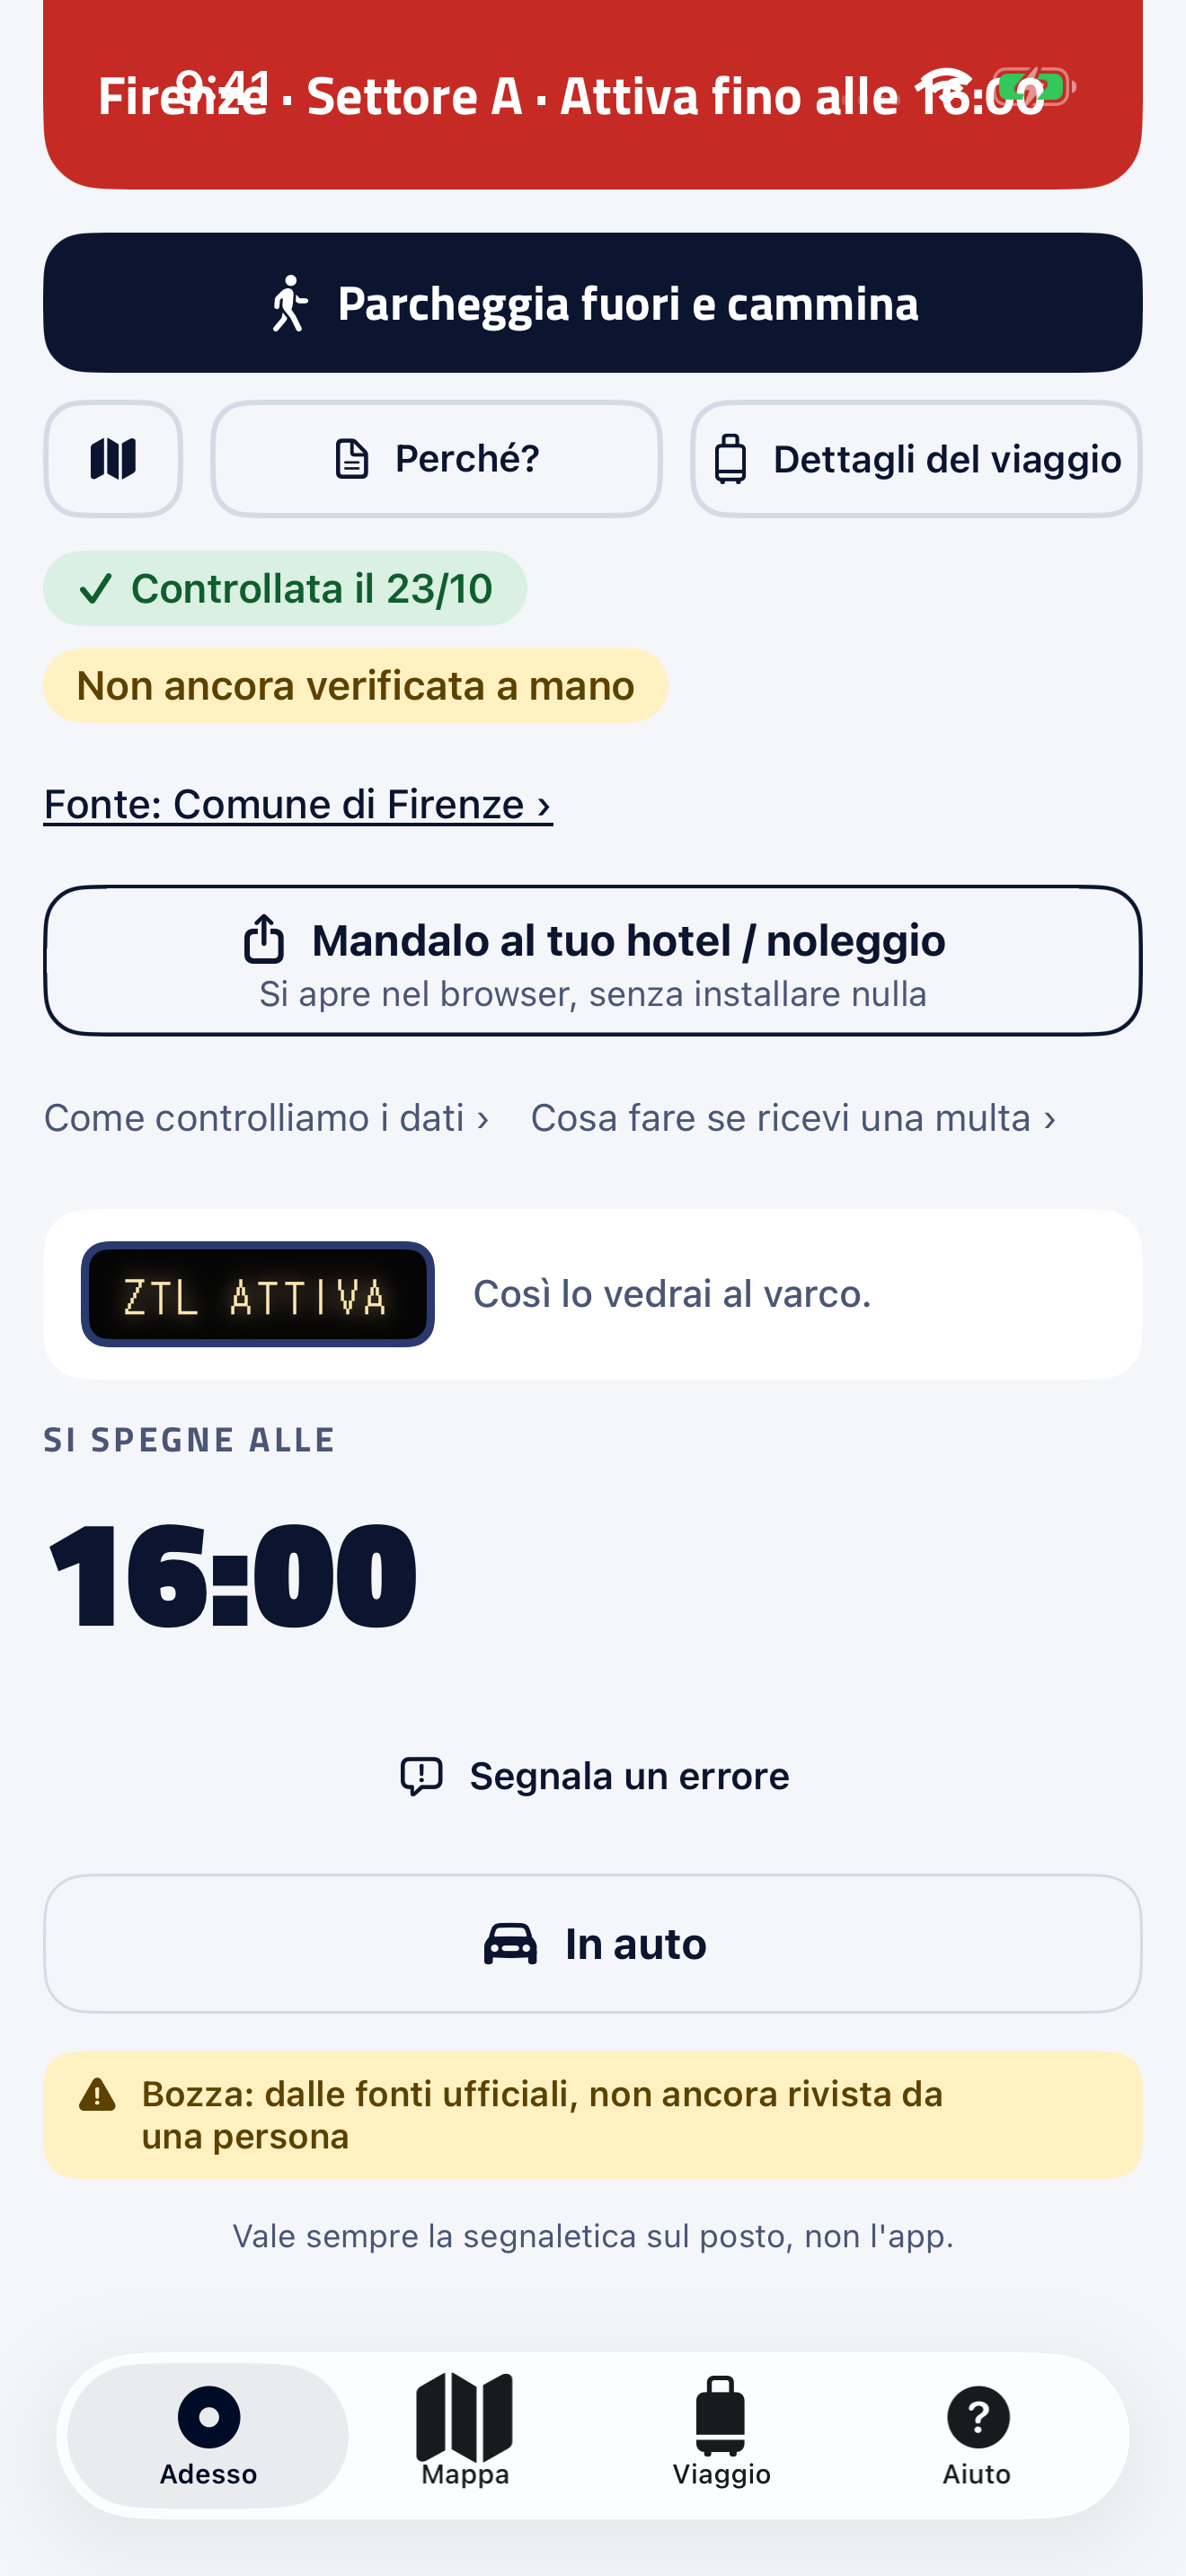 9:41
Firenze · Settore A · Attiva fino alle 16:00
Parcheggia fuori e cammina
Perché?
Dettagli del viaggio
Controllata il 23/10
Non ancora verificata a mano
Fonte: Comune di Firenze ›
Mandalo al tuo hotel / noleggio
Si apre nel browser, senza installare nulla
Come controlliamo i dati ›
Cosa fare se ricevi una multa ›
ZTL ATTIVA
Così lo vedrai al varco.
SI SPEGNE ALLE
16:00
Segnala un errore
In auto
Bozza: dalle fonti ufficiali, non ancora rivista da
una persona
Vale sempre la segnaletica sul posto, non l'app.
Adesso
Mappa
Viaggio
Aiuto